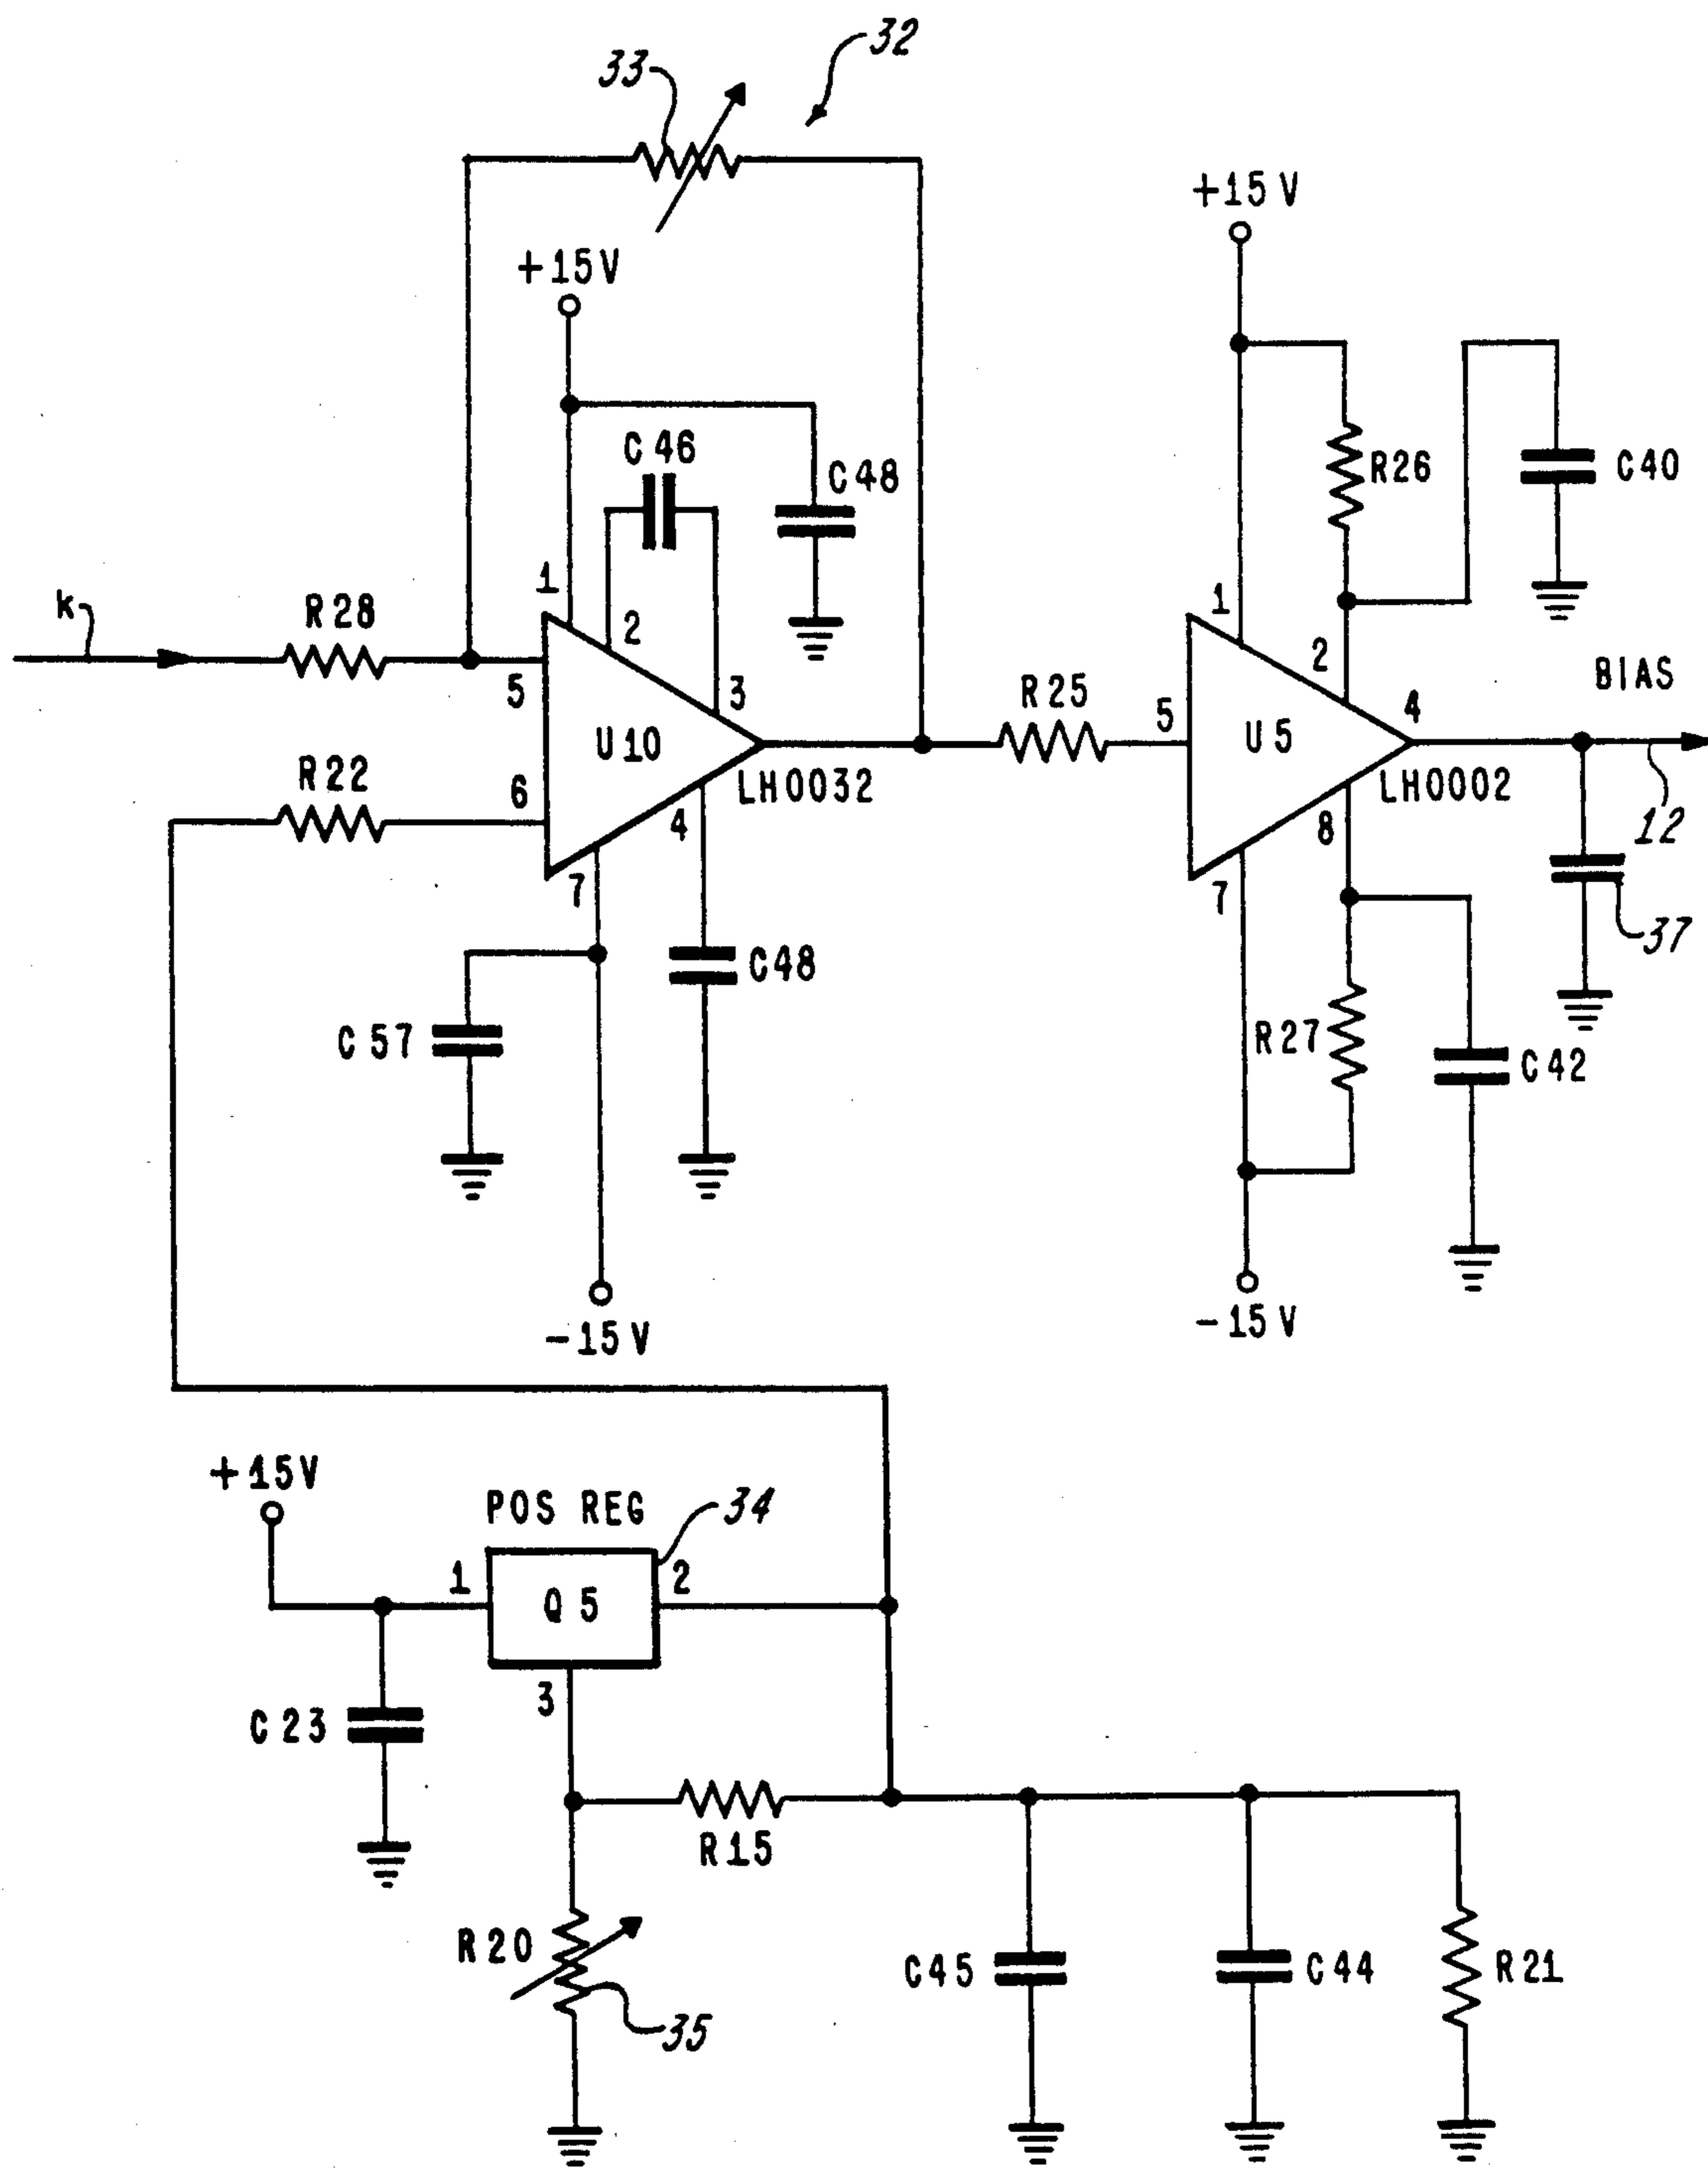 32
33
+15V
+15V
C46
C48
R26
C40
1
2
k
R28
5
3
U10
LH0032
R25
5
1
2
U5
4
LH0002
BIAS
12
R22
6
4
7
8
7
37
C57
C48
R27
C42
-15V
-15V
+15V
POS REG
34
1
Q5
2
3
C23
R15
R20
35
C45
C44
R21